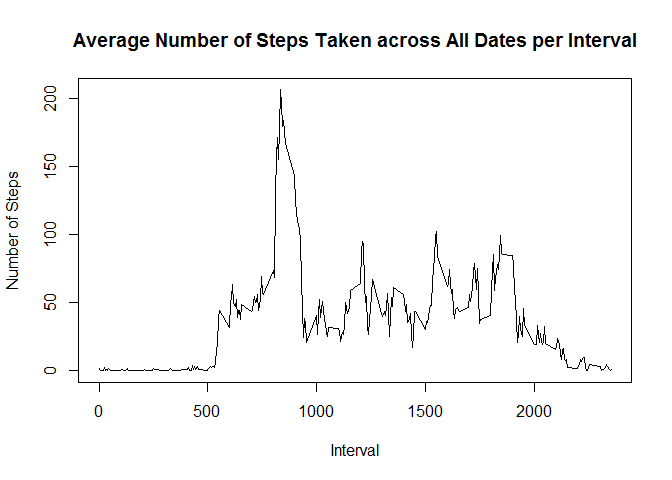 Average Number of Steps Taken across All Dates per Interval
Number of Steps
200
150
100
50
0
0 500 1000 1500 2000
Interval